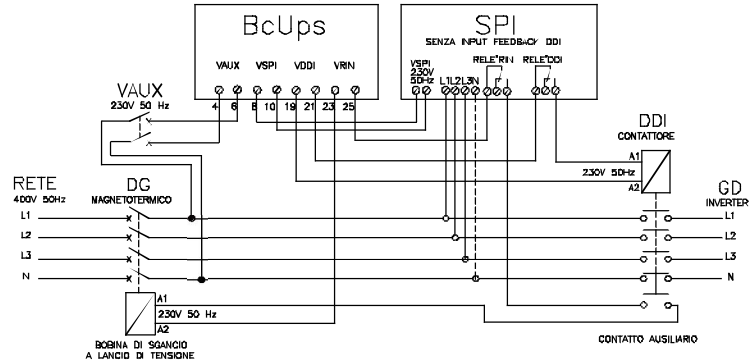 BcUps
SPI
SENZA INPUT FEEDBACK DDI
VAUX VSPI VDDI VRIN
VSPI
230V
50Hz
L1 L2 L3 N
RELE'RIN
RELE'DDI
4 6 8 10 19 21 23 25
VAUX
230V 50 Hz
DDI
CONTATTORE
A1
230V 50Hz
A2
RETE
400V 50Hz
DG
MAGNETOTERMICO
GD
INVERTER
L1
L1
L2
L2
L3
L3
N
N
A1
230V 50 Hz
A2
BOBINA DI SGANCIO
A LANCIO DI TENSIONE
CONTATTO AUSILIARIO